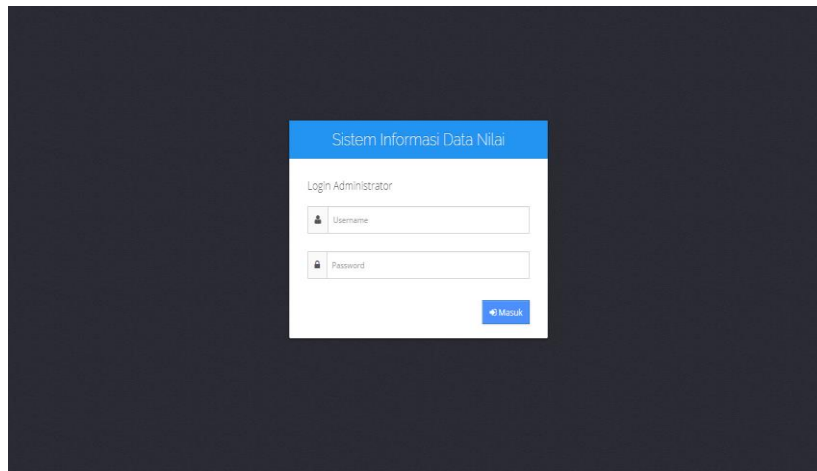 Sistem Informasi Data Nilai
Login Administrator
Username
Password
Masuk